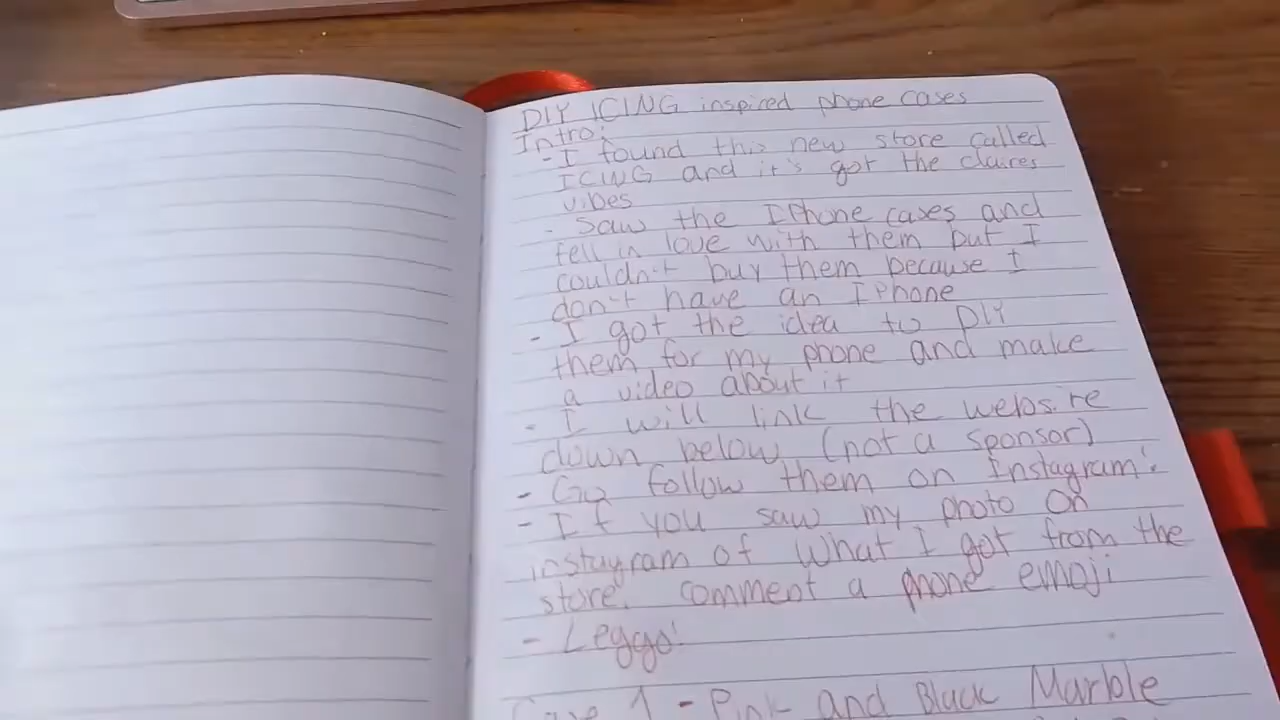 DIY ICING inspired phone cases
Intro:
- I found this new store called
ICING and it's got the claires
vibes
- Saw the IPhone cases and
fell in love with them but I
couldn't buy them because I
don't have an IPhone
- I got the idea to DIY
them for my phone and make
a video about it
- I will link the website
down below (not a sponsor)
- Go follow them on Instagram!
- If you saw my photo on
instugram of what I got from the
store, comment a phone emoji
- Leggo!
Case 1 - Pink and Black Marble